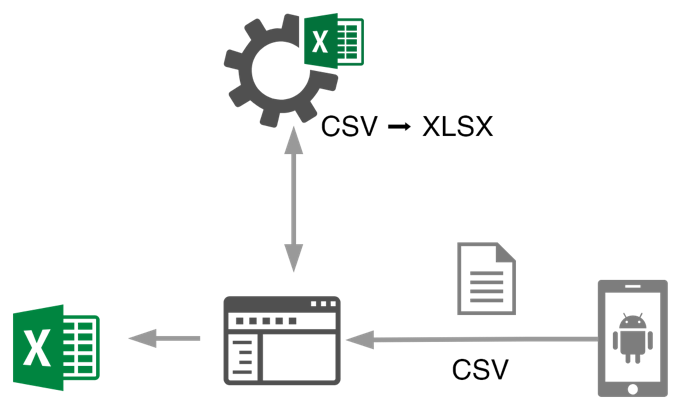 X
CSV → XLSX
CSV
X